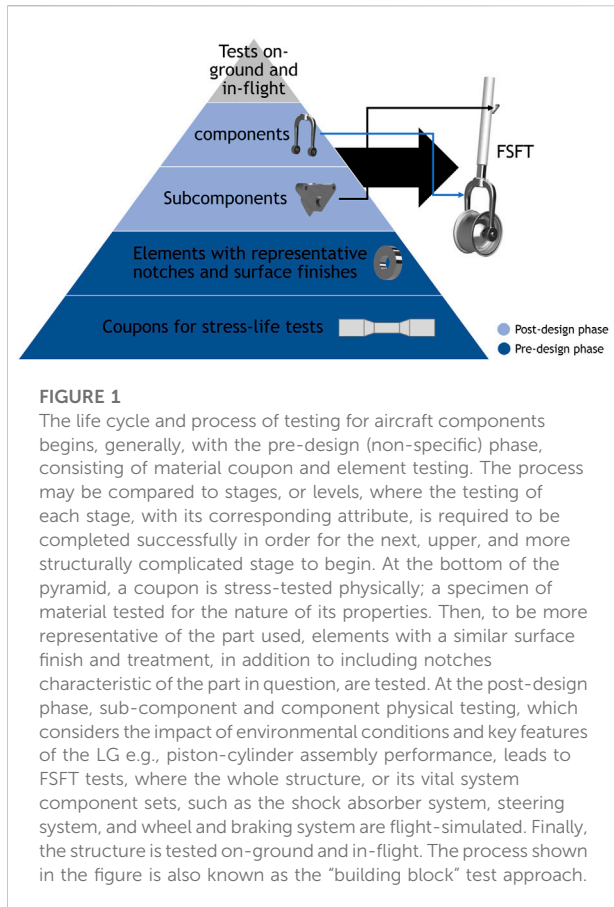 Tests on-
ground and
in-flight
components
FSFT
Subcomponents
Elements with representative
notches and surface finishes
Coupons for stress-life tests
Post-design phase
Pre-design phase
FIGURE 1
The life cycle and process of testing for aircraft components
begins, generally, with the pre-design (non-specific) phase,
consisting of material coupon and element testing. The process
may be compared to stages, or levels, where the testing of
each stage, with its corresponding attribute, is required to be
completed successfully in order for the next, upper, and more
structurally complicated stage to begin. At the bottom of the
pyramid, a coupon is stress-tested physically; a specimen of
material tested for the nature of its properties. Then, to be more
representative of the part used, elements with a similar surface
finish and treatment, in addition to including notches
characteristic of the part in question, are tested. At the post-design
phase, sub-component and component physical testing, which
considers the impact of environmental conditions and key features
of the LG e.g., piston-cylinder assembly performance, leads to
FSFT tests, where the whole structure, or its vital system
component sets, such as the shock absorber system, steering
system, and wheel and braking system are flight-simulated. Finally,
the structure is tested on-ground and in-flight. The process shown
in the figure is also known as the “building block” test approach.